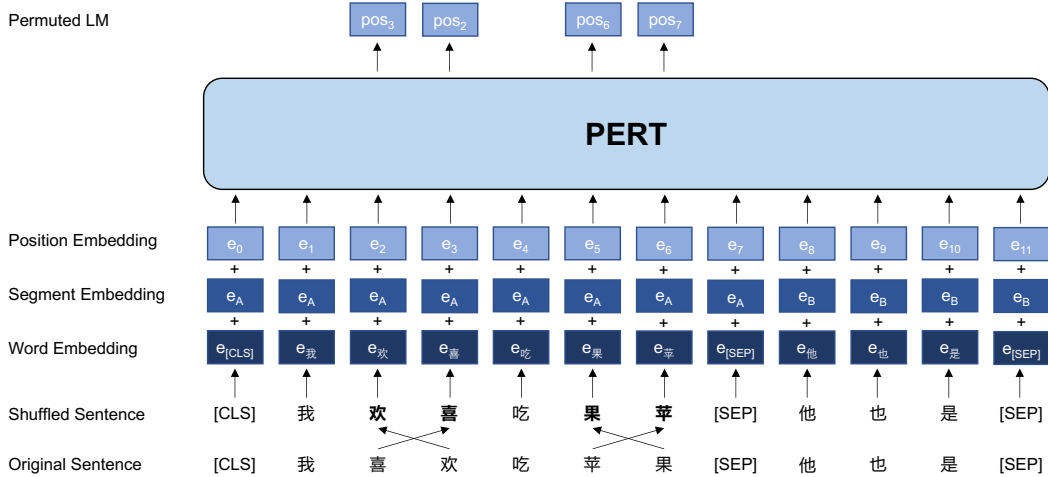 Permuted LM pos3 pos2 pos6 pos7
PERT
Position Embedding e0 e1 e2 e3 e4 e5 e6 e7 e8 e9 e10 e11
+ + + + + + + + + + + +
Segment Embedding eA eA eA eA eA eA eA eA eB eB eB eB
+ + + + + + + + + + + +
Word Embedding e[CLS] e我 e欢 e喜 e吃 e果 e苹 e[SEP] e他 e也 e是 e[SEP]
Shuffled Sentence [CLS] 我 欢 喜 吃 果 苹 [SEP] 他 也 是 [SEP]
Original Sentence [CLS] 我 喜 欢 吃 苹 果 [SEP] 他 也 是 [SEP]